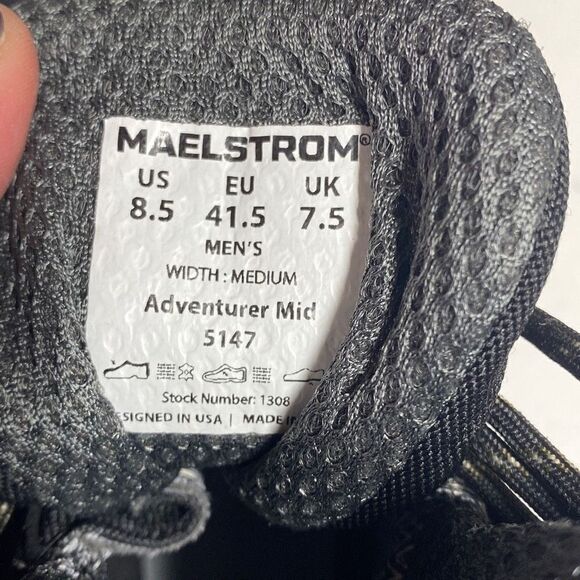 MAELSTROM®
US EU UK
8.5 41.5 7.5
MEN'S
WIDTH : MEDIUM
Adventurer Mid
5147
Stock Number: 1308
ESIGNED IN USA | MADE IN